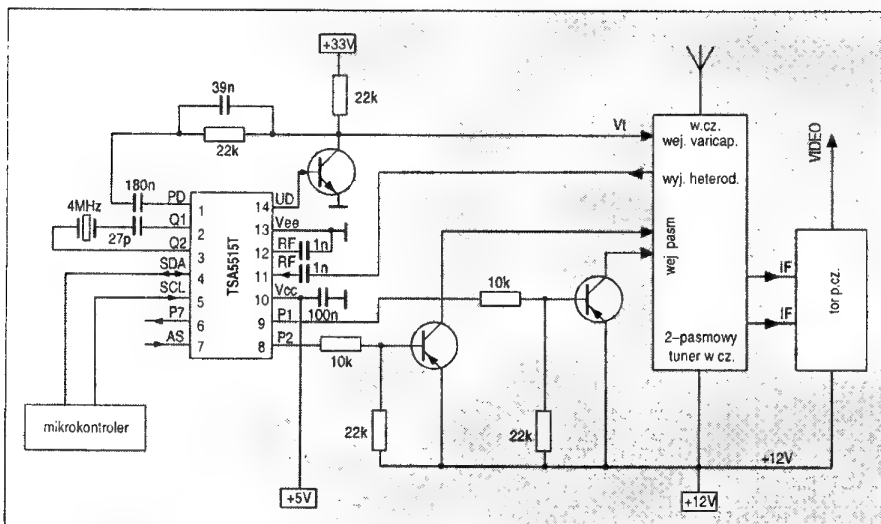 +33V
39n
22k
22k
w.cz.
wej. varicap.
Vt
VIDEO
180n
PD
UD
wyj. heterod.
4MHz
Q1
1
14
Vee
27p
Q2
2
13
RF
1n
wej pasm
SDA
3
12
RF
1n
TSA5515T
SCL
4
11
Vcc
10k
IF
P7
5
10
100n
P1
IF
tor p.cz.
AS
6
9
P2
7
8
10k
2-pasmowy
tuner w cz.
mikrokontroler
22k
22k
+12V
+5V
+12V